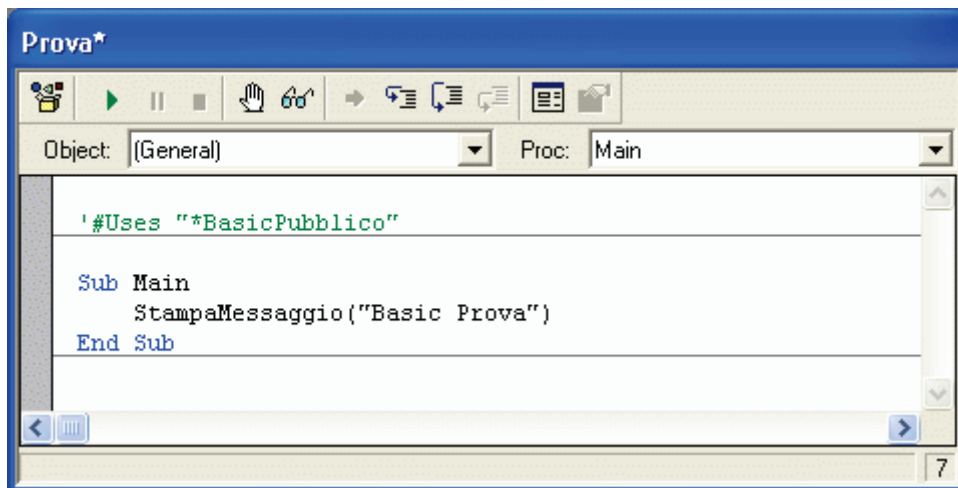 Prova*
Object: (General) Proc: Main
'#Uses "*BasicPubblico"
Sub Main
StampaMessaggio("Basic Prova")
End Sub
7